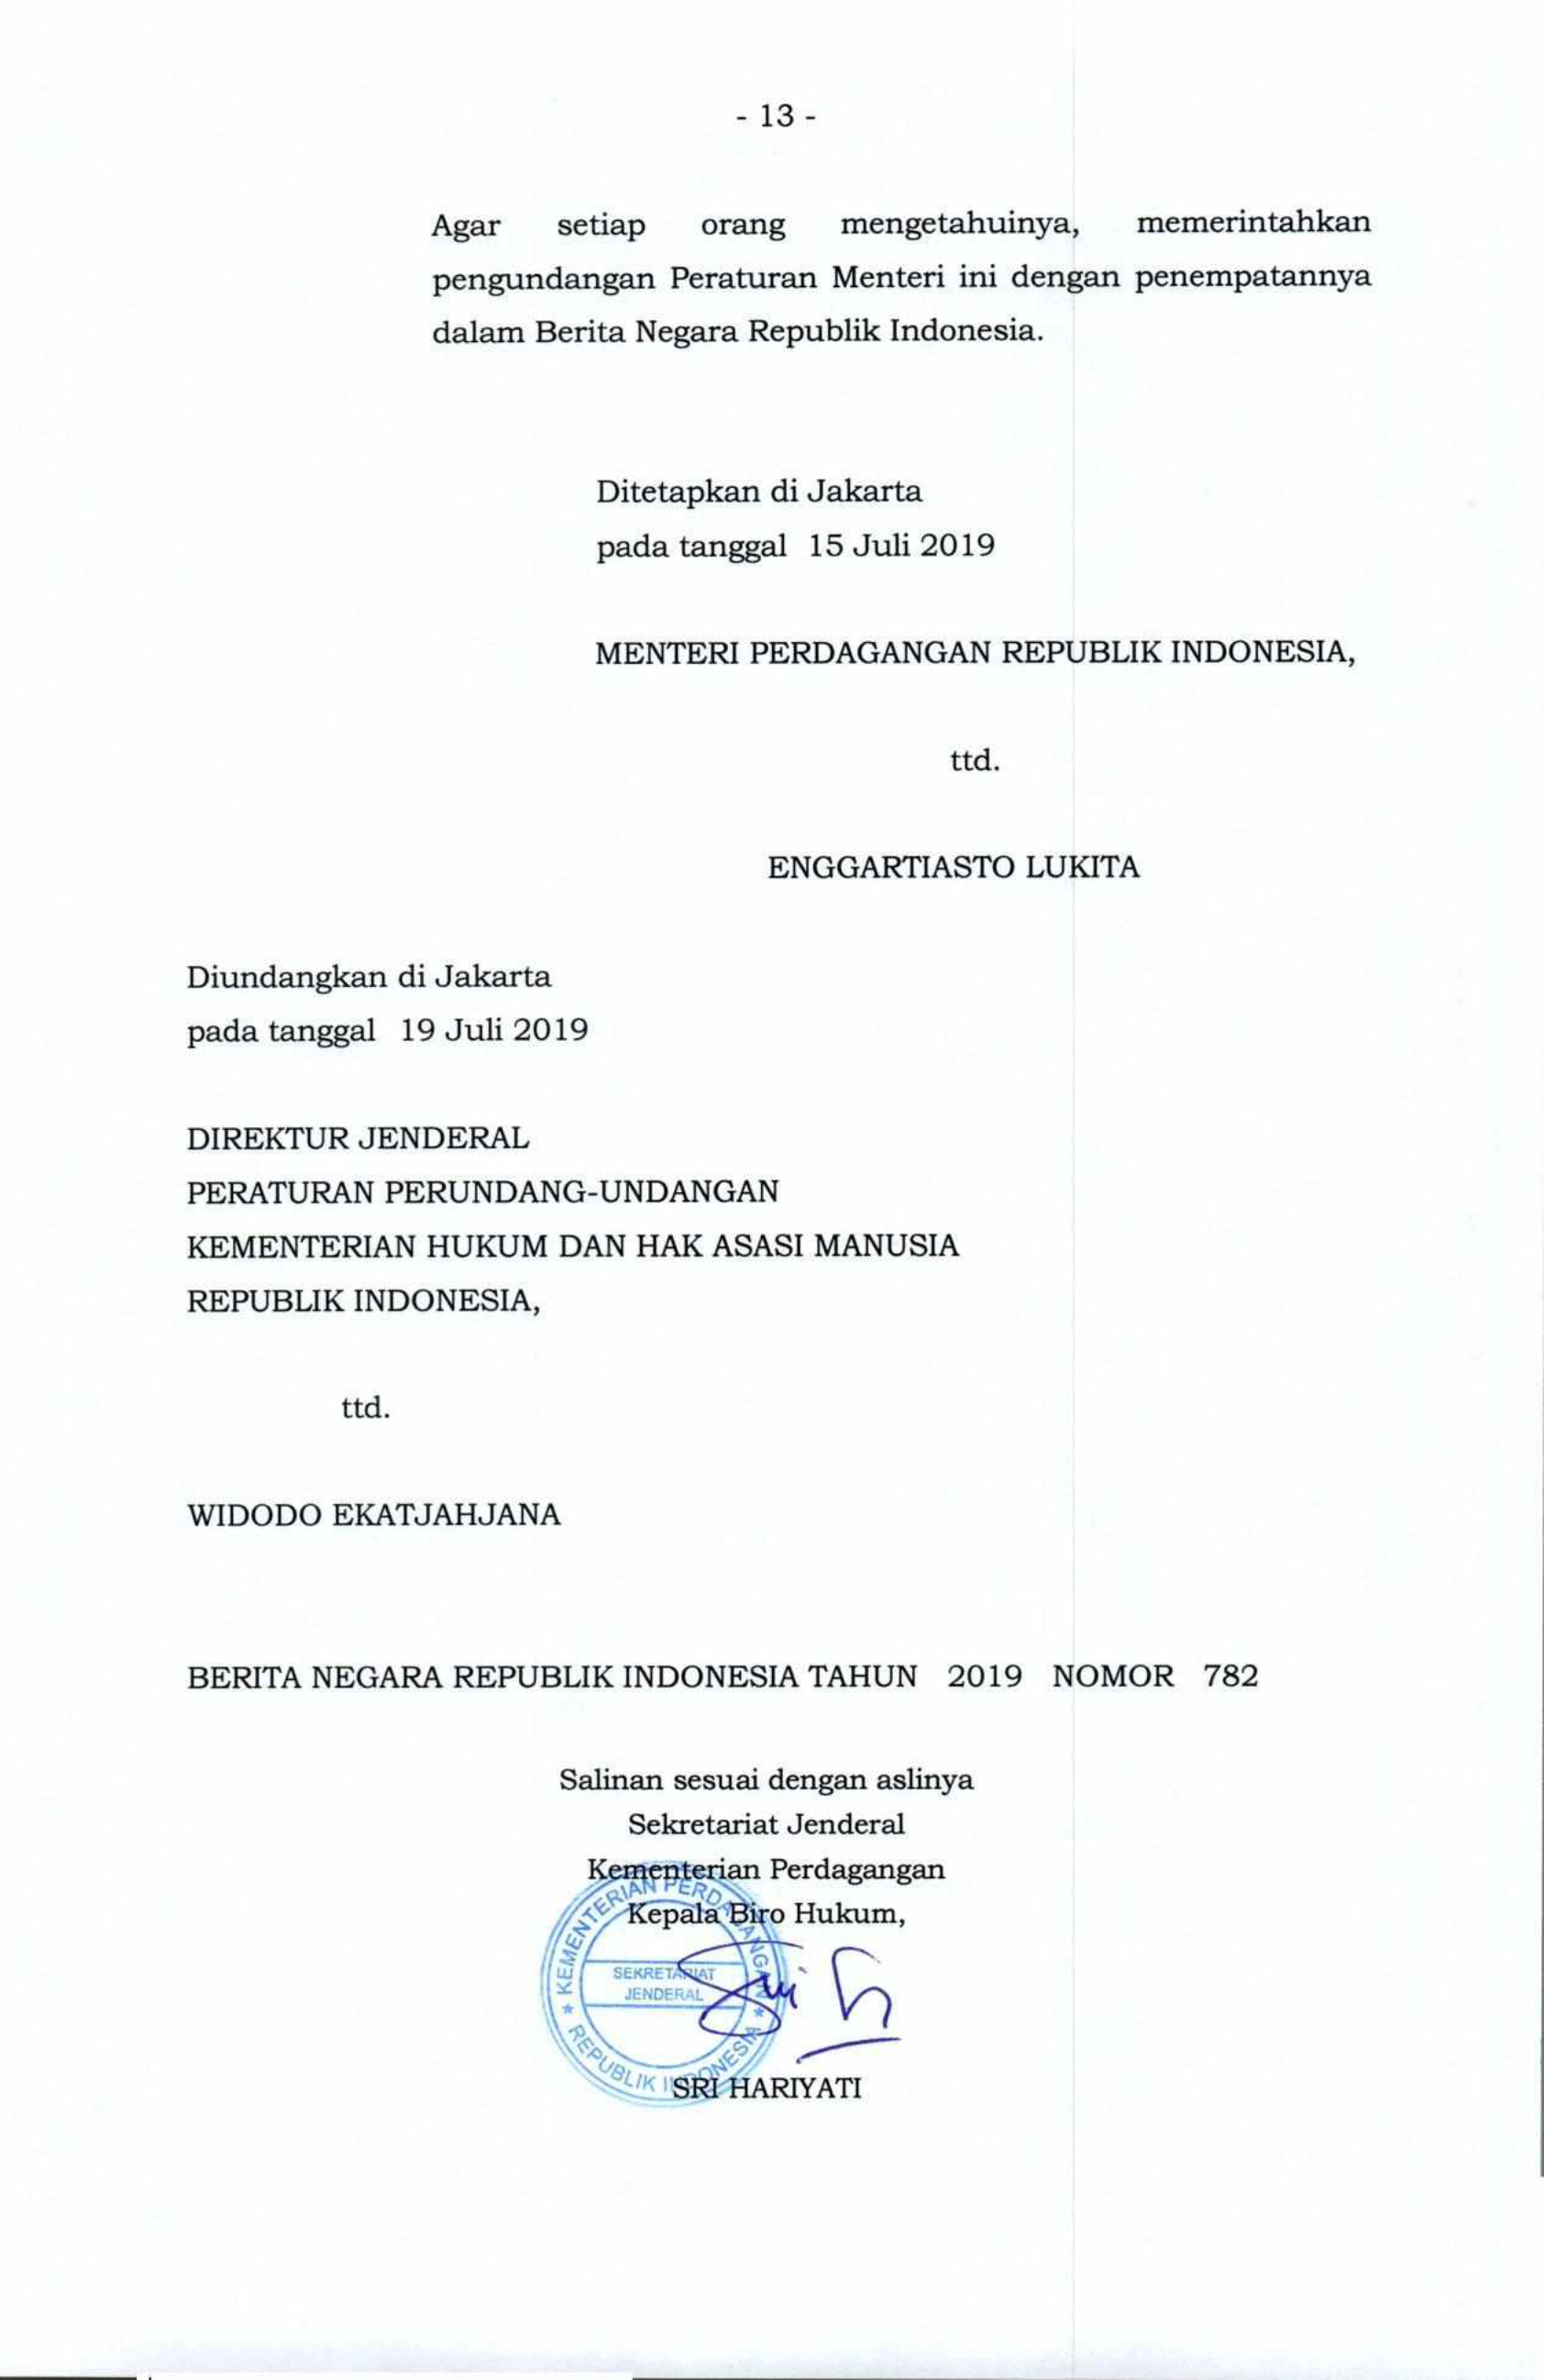 - 13 -
Agar setiap orang mengetahuinya, memerintahkan
pengundangan Peraturan Menteri ini dengan penempatannya
dalam Berita Negara Republik Indonesia.
Ditetapkan di Jakarta
pada tanggal 15 Juli 2019
MENTERI PERDAGANGAN REPUBLIK INDONESIA,
ttd.
ENGGARTIASTO LUKITA
Diundangkan di Jakarta
pada tanggal 19 Juli 2019
DIREKTUR JENDERAL
PERATURAN PERUNDANG-UNDANGAN
KEMENTERIAN HUKUM DAN HAK ASASI MANUSIA
REPUBLIK INDONESIA,
ttd.
WIDODO EKATJAHJANA
BERITA NEGARA REPUBLIK INDONESIA TAHUN 2019 NOMOR 782
Salinan sesuai dengan aslinya
Sekretariat Jenderal
Kementerian Perdagangan
Kepala Biro Hukum,
KEMENTERIAN PERDAGANGAN
SEKRETARIAT
JENDERAL
* REPUBLIK INDONESIA *
SRI HARIYATI